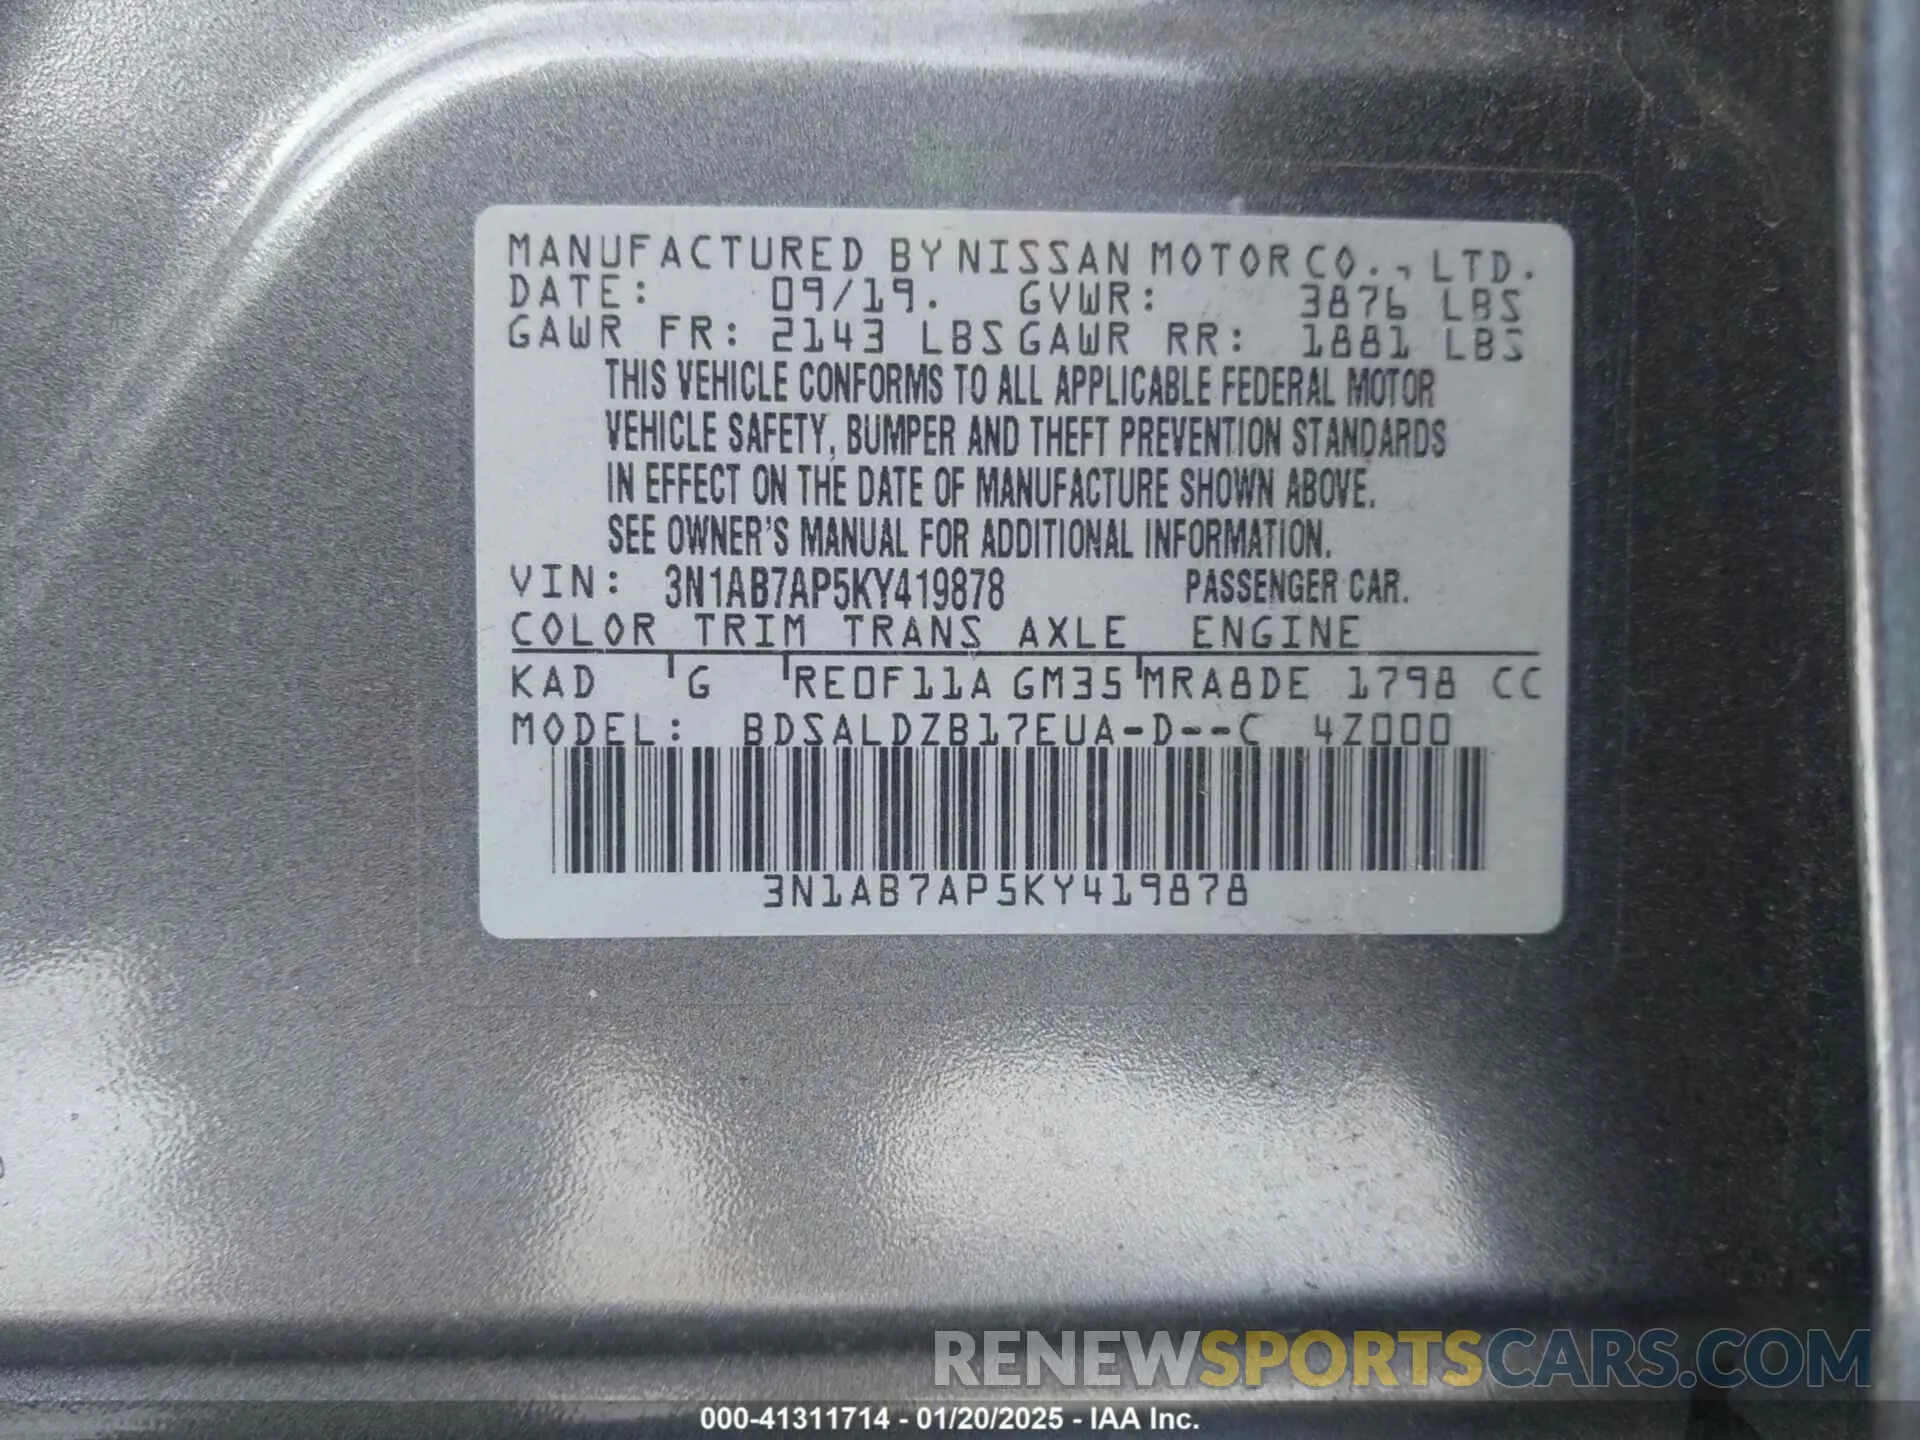 MANUFACTURED BY NISSAN MOTOR CO., LTD.
DATE: 09/19. GVWR: 3876 LBS
GAWR FR: 2143 LBS GAWR RR: 1881 LBS
THIS VEHICLE CONFORMS TO ALL APPLICABLE FEDERAL MOTOR
VEHICLE SAFETY, BUMPER AND THEFT PREVENTION STANDARDS
IN EFFECT ON THE DATE OF MANUFACTURE SHOWN ABOVE.
SEE OWNER'S MANUAL FOR ADDITIONAL INFORMATION.
VIN: 3N1AB7AP5KY419878 PASSENGER CAR.
COLOR TRIM TRANS AXLE ENGINE
KAD G RE0F11A GM35 MRA8DE 1798 CC
MODEL: BDSALDZB17EUA-D--C 4Z000
3N1AB7AP5KY419878
RENEWSPORTSCARS.COM
000-41311714 - 01/20/2025 - IAA Inc.